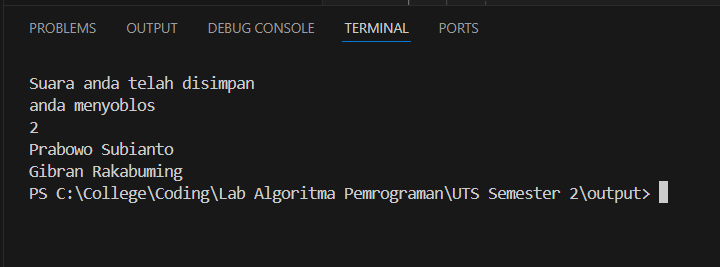 PROBLEMS OUTPUT DEBUG CONSOLE TERMINAL PORTS
Suara anda telah disimpan
anda menyoblos
2
Prabowo Subianto
Gibran Rakabuming
PS C:\College\Coding\Lab Algoritma Pemrograman\UTS Semester 2\output>